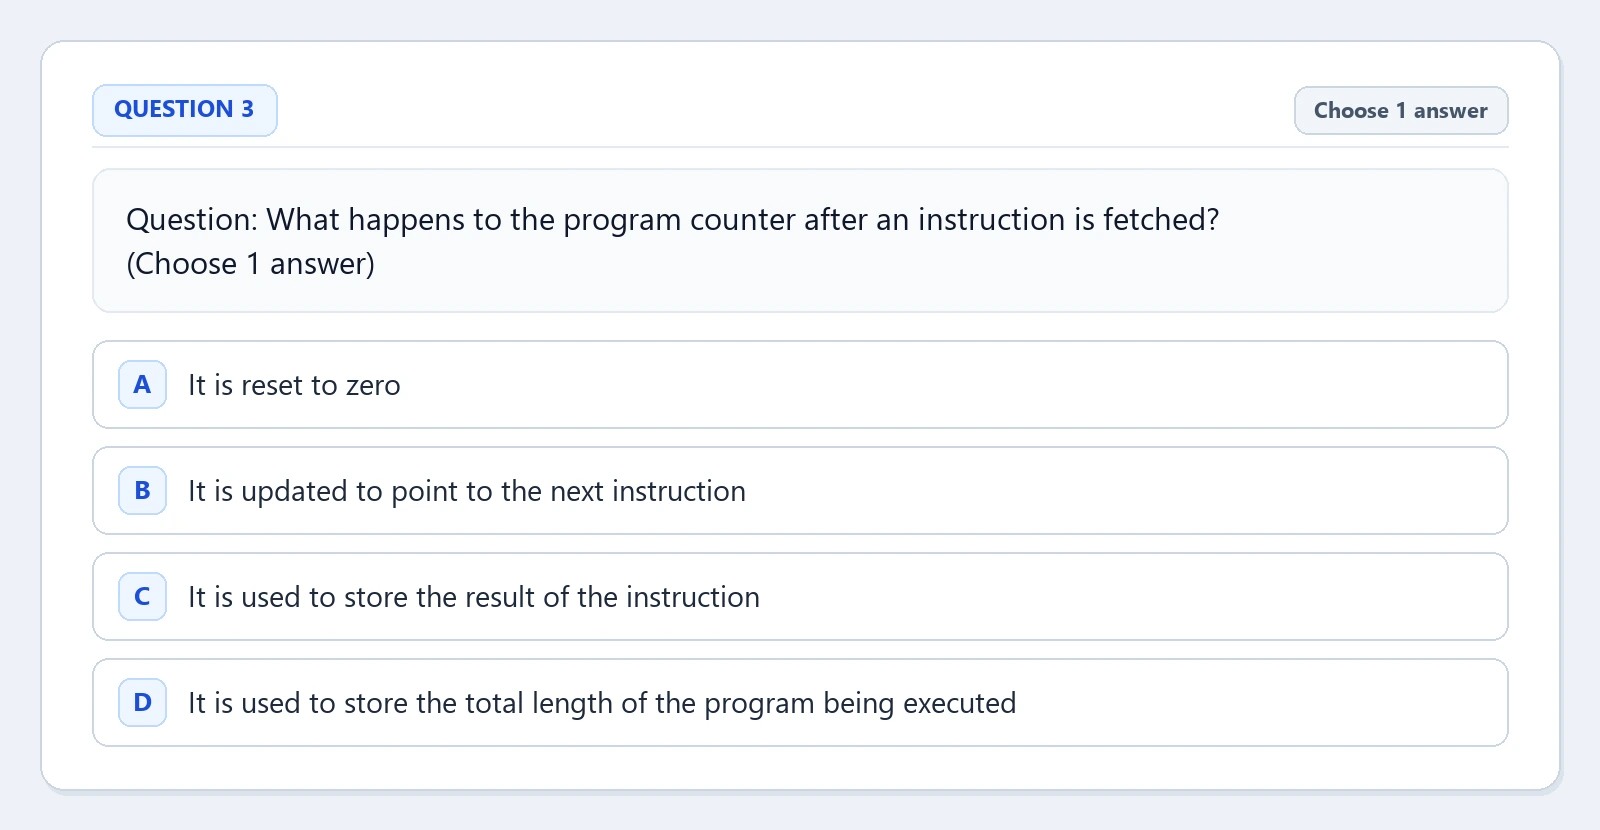 QUESTION 3
Choose 1 answer
Question: What happens to the program counter after an instruction is fetched?
(Choose 1 answer)
A It is reset to zero
B It is updated to point to the next instruction
C It is used to store the result of the instruction
D It is used to store the total length of the program being executed